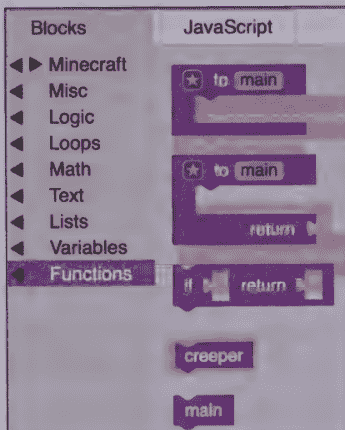 Blocks
JavaScript
Minecraft
Misc
Logic
Loops
Math
Text
Lists
Variables
Functions
to main
to main
return
if return
creeper
main